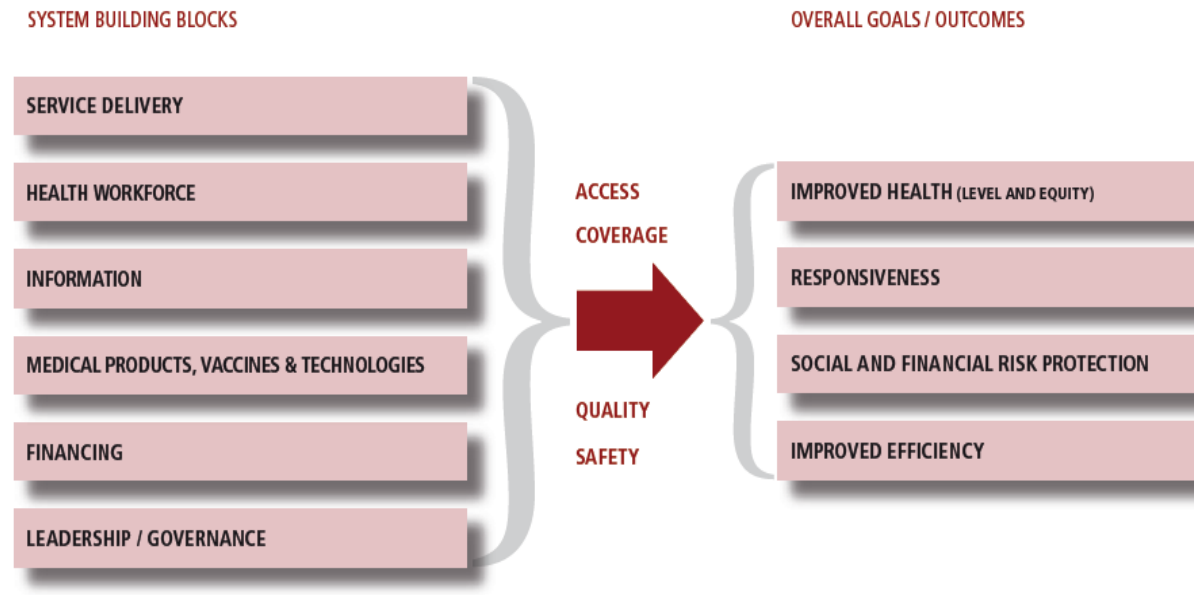 SYSTEM BUILDING BLOCKS
OVERALL GOALS / OUTCOMES
SERVICE DELIVERY
HEALTH WORKFORCE
INFORMATION
MEDICAL PRODUCTS, VACCINES & TECHNOLOGIES
FINANCING
LEADERSHIP / GOVERNANCE
ACCESS
COVERAGE
QUALITY
SAFETY
IMPROVED HEALTH (LEVEL AND EQUITY)
RESPONSIVENESS
SOCIAL AND FINANCIAL RISK PROTECTION
IMPROVED EFFICIENCY